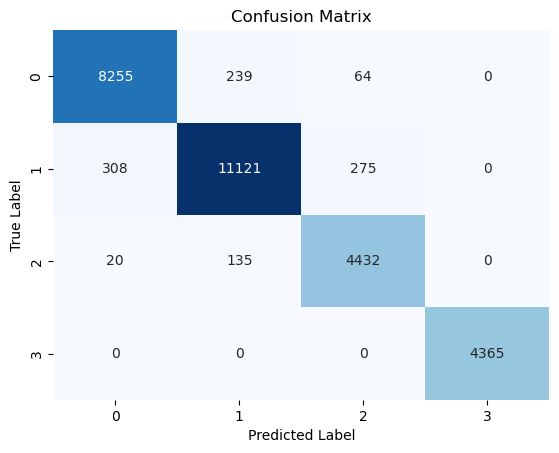 Confusion Matrix
True Label
0 8255 239 64 0
1 308 11121 275 0
2 20 135 4432 0
3 0 0 0 4365
0 1 2 3
Predicted Label